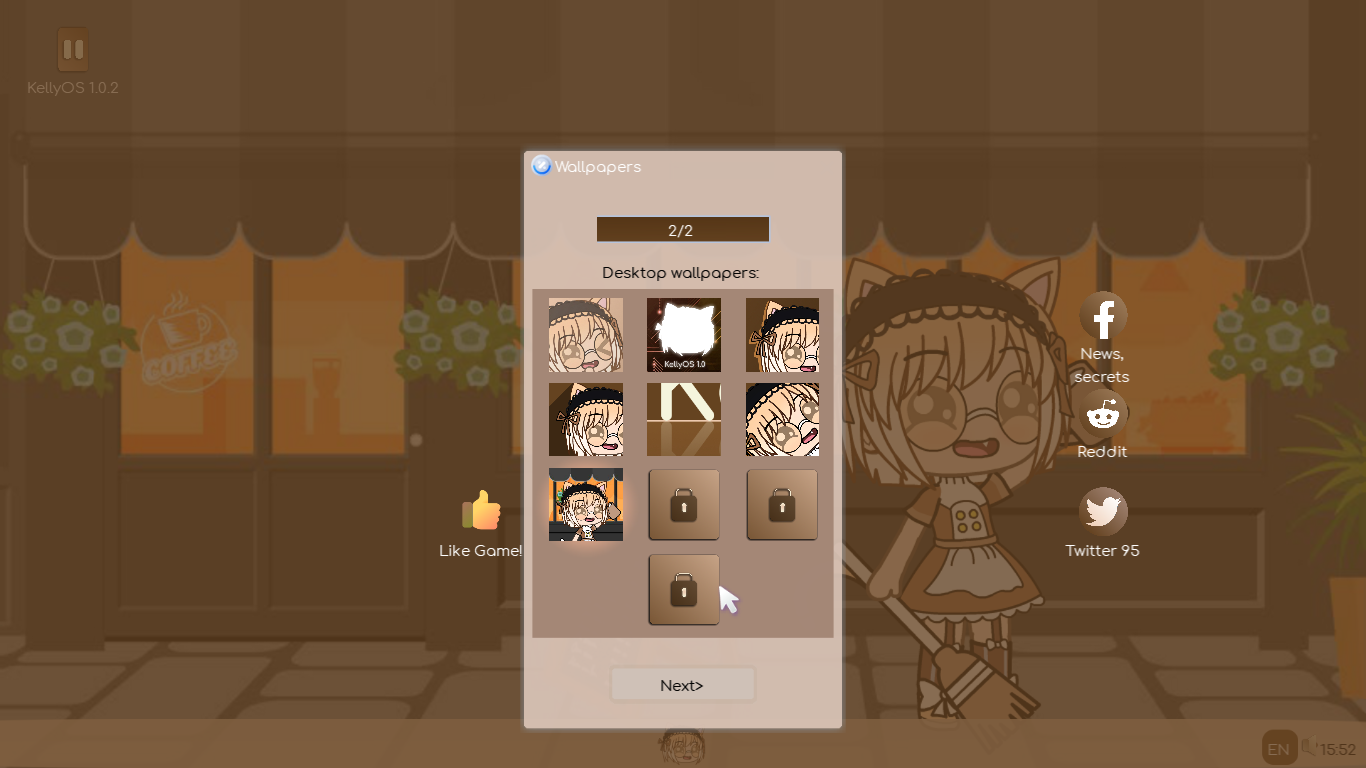 KellyOS 1.0.2
Wallpapers
2/2
Desktop wallpapers:
KellyOS 1.0
COFFEE
News,
secrets
Reddit
Like Game!
Twitter 95
Next>
EN
15:52